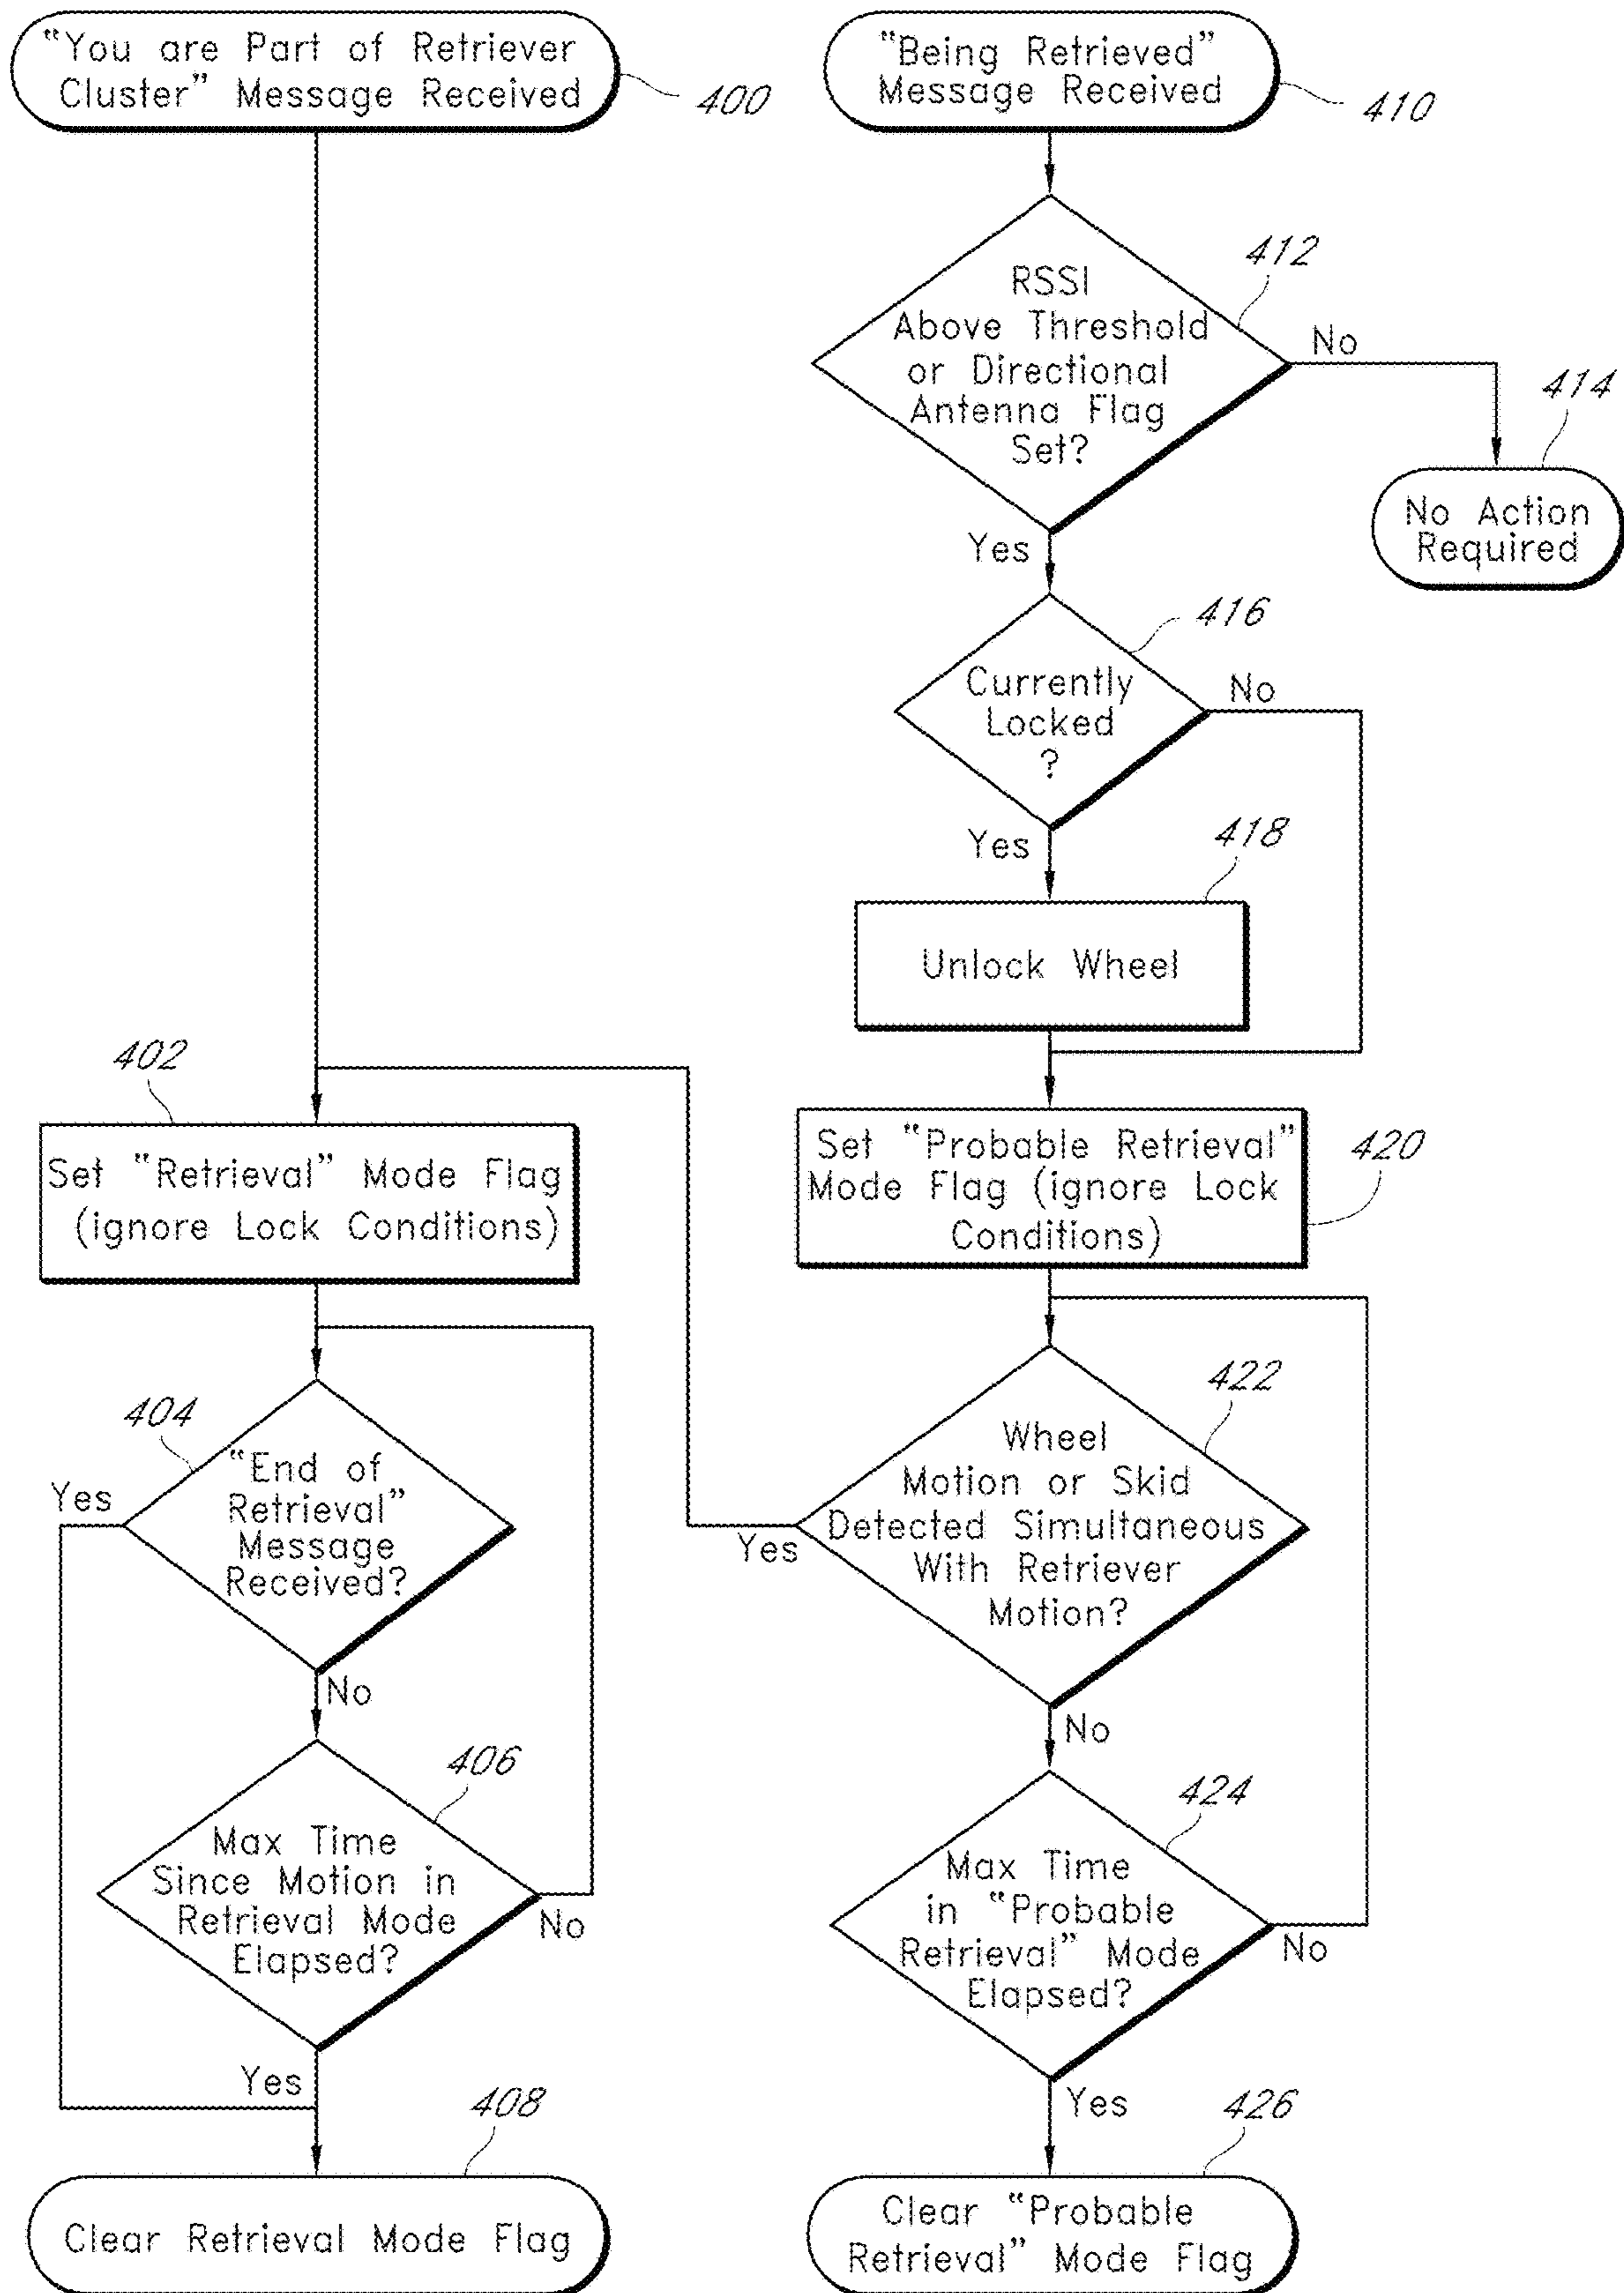 "You are Part of Retriever
Cluster" Message Received
400
"Being Retrieved"
Message Received
410
RSSI
Above Threshold
or Directional
Antenna Flag
Set?
412
No
414
No Action
Required
Yes
416
Currently
Locked
?
No
Yes
418
Unlock Wheel
402
Set "Retrieval" Mode Flag
(ignore Lock Conditions)
Set "Probable Retrieval"
Mode Flag (ignore Lock
Conditions)
420
404
"End of
Retrieval"
Message
Received?
Yes
No
422
Wheel
Motion or Skid
Detected Simultaneous
With Retriever
Motion?
Yes
No
406
Max Time
Since Motion in
Retrieval Mode
Elapsed?
No
Yes
424
Max Time
in "Probable
Retrieval" Mode
Elapsed?
No
Yes
408
Clear Retrieval Mode Flag
426
Clear "Probable
Retrieval" Mode Flag